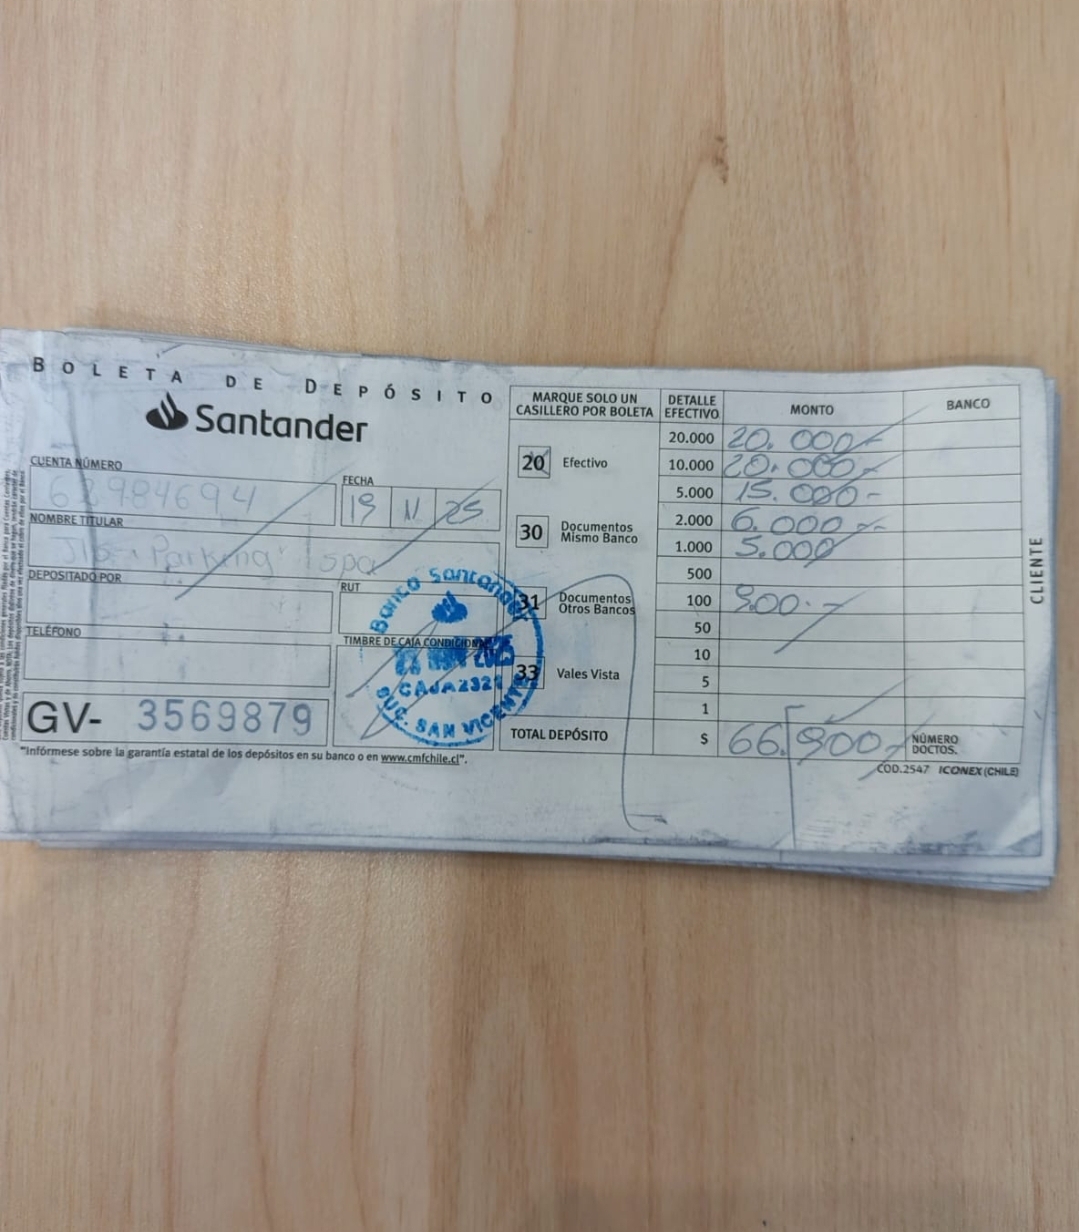 BOLETA DE DEPÓSITO
Santander
CUENTA NÚMERO
62984694
FECHA
19 11 25
NOMBRE TITULAR
Parking spa
DEPOSITADO POR
RUT
TELÉFONO
TIMBRE DE CAJA CONDICION
Banco Santander
2025
CAJA 2321
SUC. SAN VICENTE
GV- 3569879
"Infórmese sobre la garantía estatal de los depósitos en su banco o en www.cmfchile.cl".
MARQUE SOLO UN CASILLERO POR BOLETA
20 Efectivo
30 Documentos Mismo Banco
31 Documentos Otros Bancos
33 Vales Vista
DETALLE EFECTIVO MONTO BANCO
20.000 20.000-
10.000 20.000-
5.000 15.000-
2.000 6.000-
1.000 5.000
500
100 900.-
50
10
5
1
TOTAL DEPÓSITO $ 66.900- NÚMERO DOCTOS.
COD.2547 ICONEX (CHILE)
CLIENTE